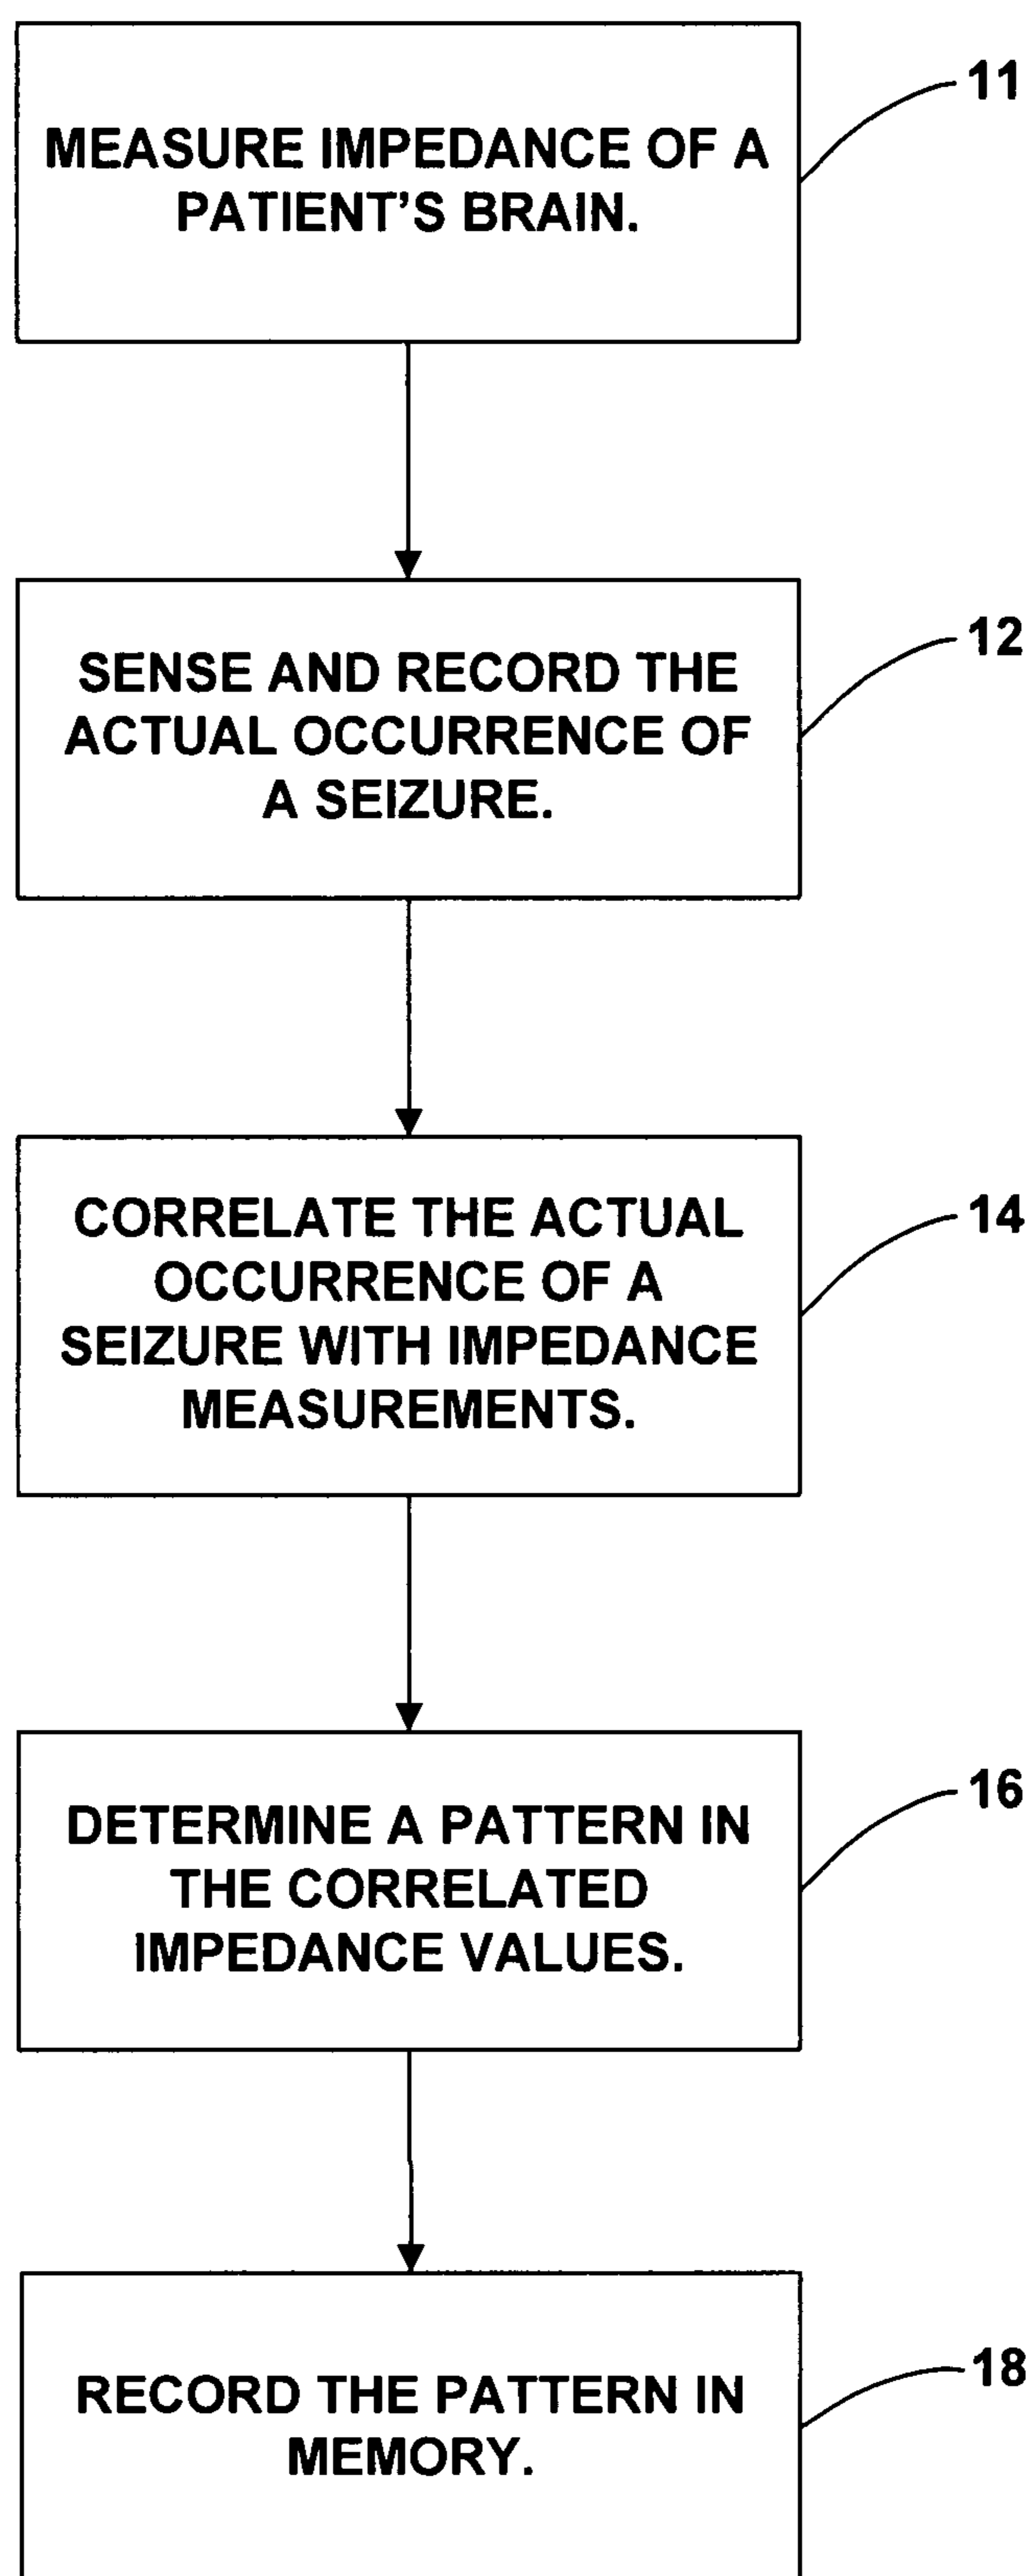 11
MEASURE IMPEDANCE OF A
PATIENT'S BRAIN.
12
SENSE AND RECORD THE
ACTUAL OCCURRENCE OF
A SEIZURE.
14
CORRELATE THE ACTUAL
OCCURRENCE OF A
SEIZURE WITH IMPEDANCE
MEASUREMENTS.
16
DETERMINE A PATTERN IN
THE CORRELATED
IMPEDANCE VALUES.
18
RECORD THE PATTERN IN
MEMORY.